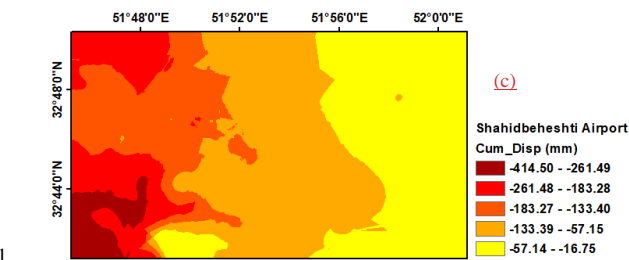 51°48'0"E 51°52'0"E 51°56'0"E 52°0'0"E
32°48'0"N
32°44'0"N
(c)
Shahidbeheshti Airport
Cum_Disp (mm)
-414.50 - -261.49
-261.48 - -183.28
-183.27 - -133.40
-133.39 - -57.15
-57.14 - -16.75
1